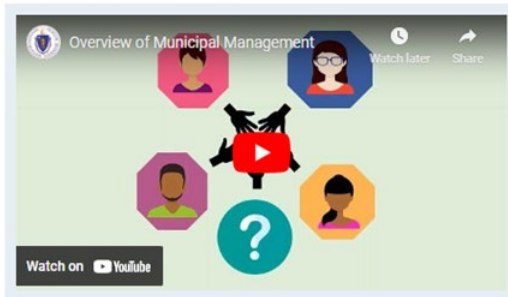 Overview of Municipal Management
Watch later
Share
?
Watch on YouTube